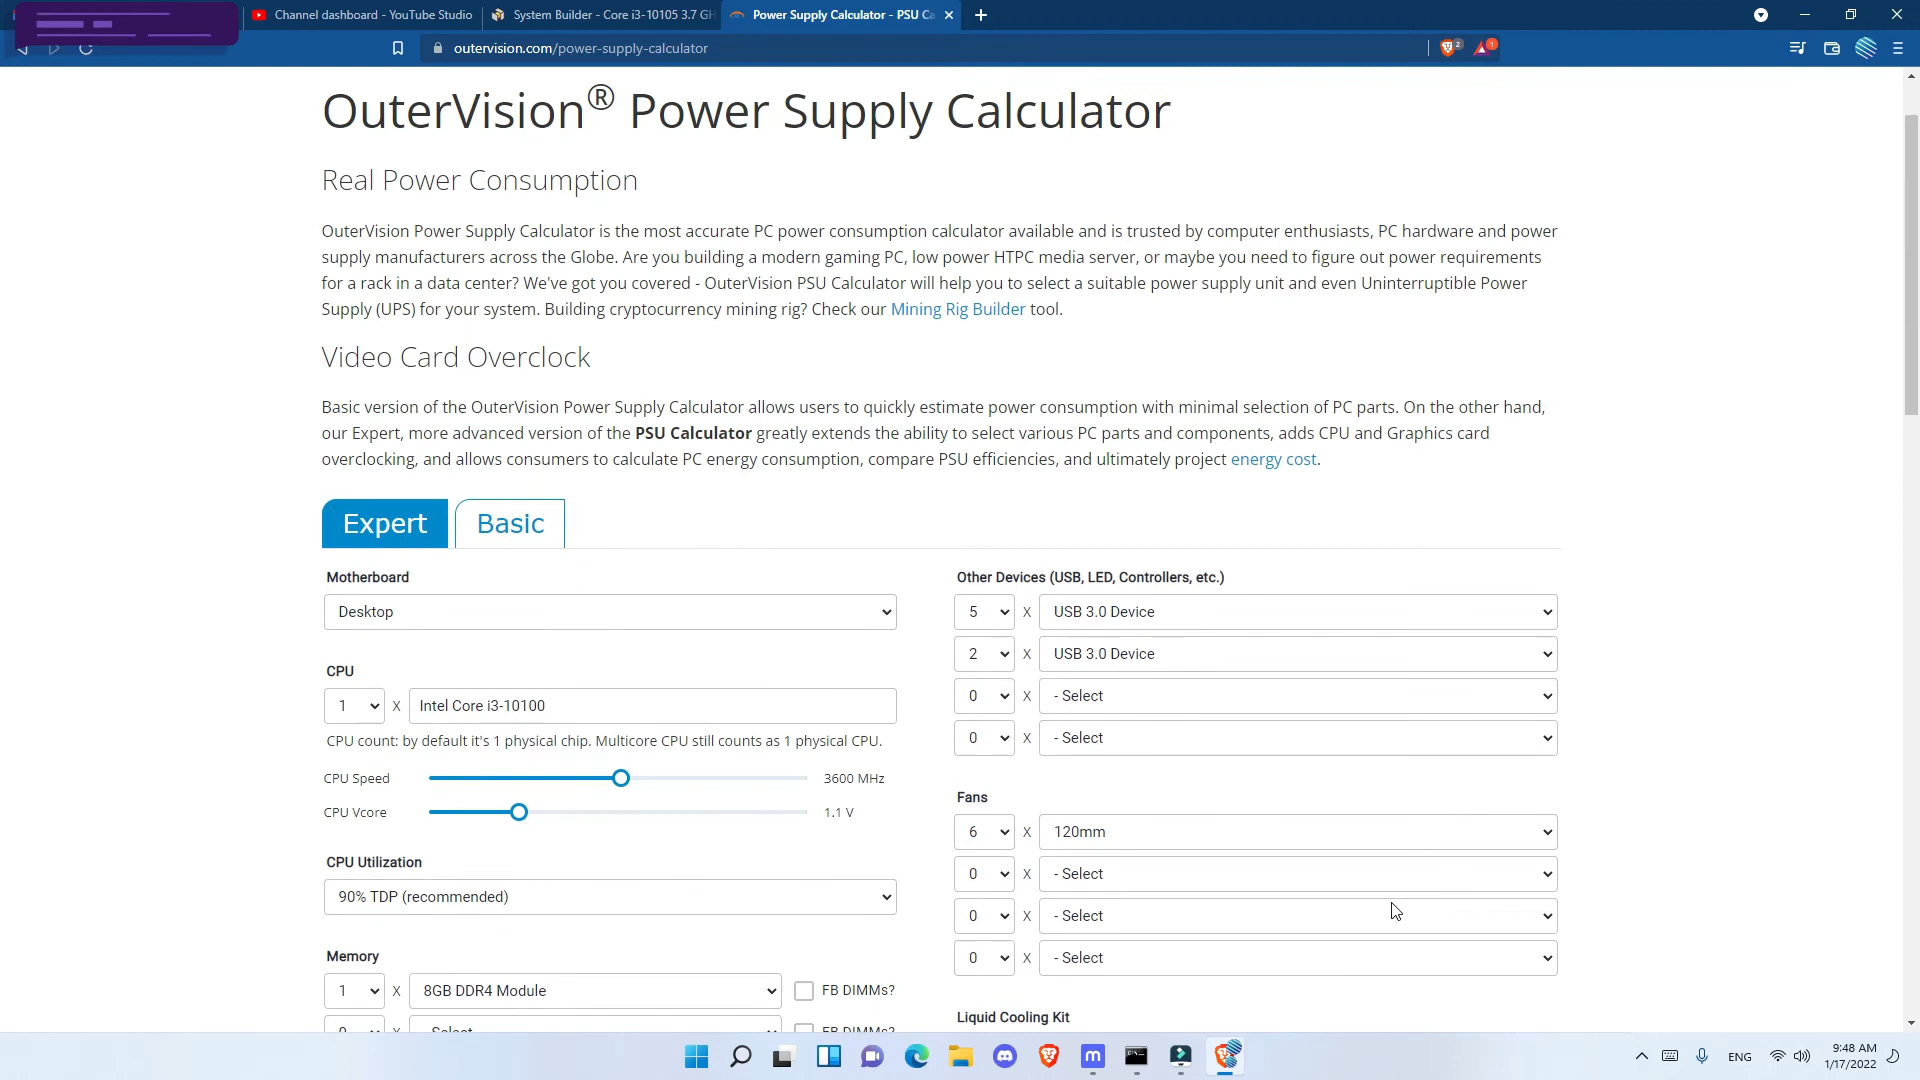 Channel dashboard - YouTube Studio
System Builder - Core i3-10105 3.7 GH
Power Supply Calculator - PSU Ca
outervision.com/power-supply-calculator
2
1
OuterVision® Power Supply Calculator
Real Power Consumption
OuterVision Power Supply Calculator is the most accurate PC power consumption calculator available and is trusted by computer enthusiasts, PC hardware and power
supply manufacturers across the Globe. Are you building a modern gaming PC, low power HTPC media server, or maybe you need to figure out power requirements
for a rack in a data center? We've got you covered - OuterVision PSU Calculator will help you to select a suitable power supply unit and even Uninterruptible Power
Supply (UPS) for your system. Building cryptocurrency mining rig? Check our Mining Rig Builder tool.
Video Card Overclock
Basic version of the OuterVision Power Supply Calculator allows users to quickly estimate power consumption with minimal selection of PC parts. On the other hand,
our Expert, more advanced version of the PSU Calculator greatly extends the ability to select various PC parts and components, adds CPU and Graphics card
overclocking, and allows consumers to calculate PC energy consumption, compare PSU efficiencies, and ultimately project energy cost.
Expert
Basic
Motherboard
Desktop
CPU
1 X Intel Core i3-10100
CPU count: by default it's 1 physical chip. Multicore CPU still counts as 1 physical CPU.
CPU Speed 3600 MHz
CPU Vcore 1.1 V
CPU Utilization
90% TDP (recommended)
Memory
1 X 8GB DDR4 Module FB DIMMs?
0 - Select FB DIMMs?
Other Devices (USB, LED, Controllers, etc.)
5 X USB 3.0 Device
2 X USB 3.0 Device
0 X - Select
0 X - Select
Fans
6 X 120mm
0 X - Select
0 X - Select
0 X - Select
Liquid Cooling Kit
ENG
9:48 AM
1/17/2022